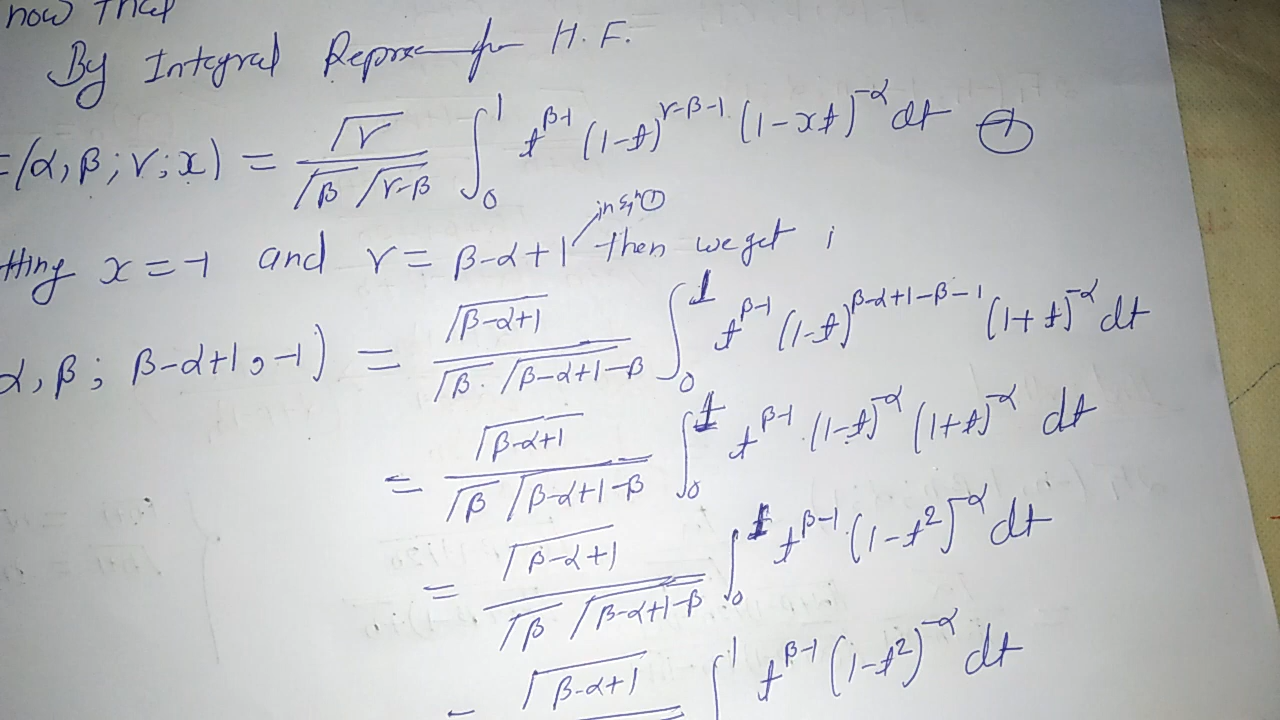 now that
By Integral Repres for H.F.
=(α, β; γ; x) = Γγ / Γβ Γγ-β ∫₀¹ t^β-1 (1-t)^γ-β-1 (1-xt)^-α dt ①
tting x = -1 and γ = β-α+1 in Eqn ① then we get i
α, β; β-α+1, -1) = Γβ-α+1 / Γβ · Γβ-α+1-β ∫₀¹ t^β-1 (1-t)^β-α+1-β-1 (1+t)^-α dt
= Γβ-α+1 / Γβ Γβ-α+1-β ∫₀¹ t^β-1 (1-t)^-α (1+t)^-α dt
= Γβ-α+1 / Γβ Γβ-α+1-β ∫₀¹ t^β-1 (1-t²)^-α dt
= Γβ-α+1 ∫¹ t^β-1 (1-t²)^-α dt